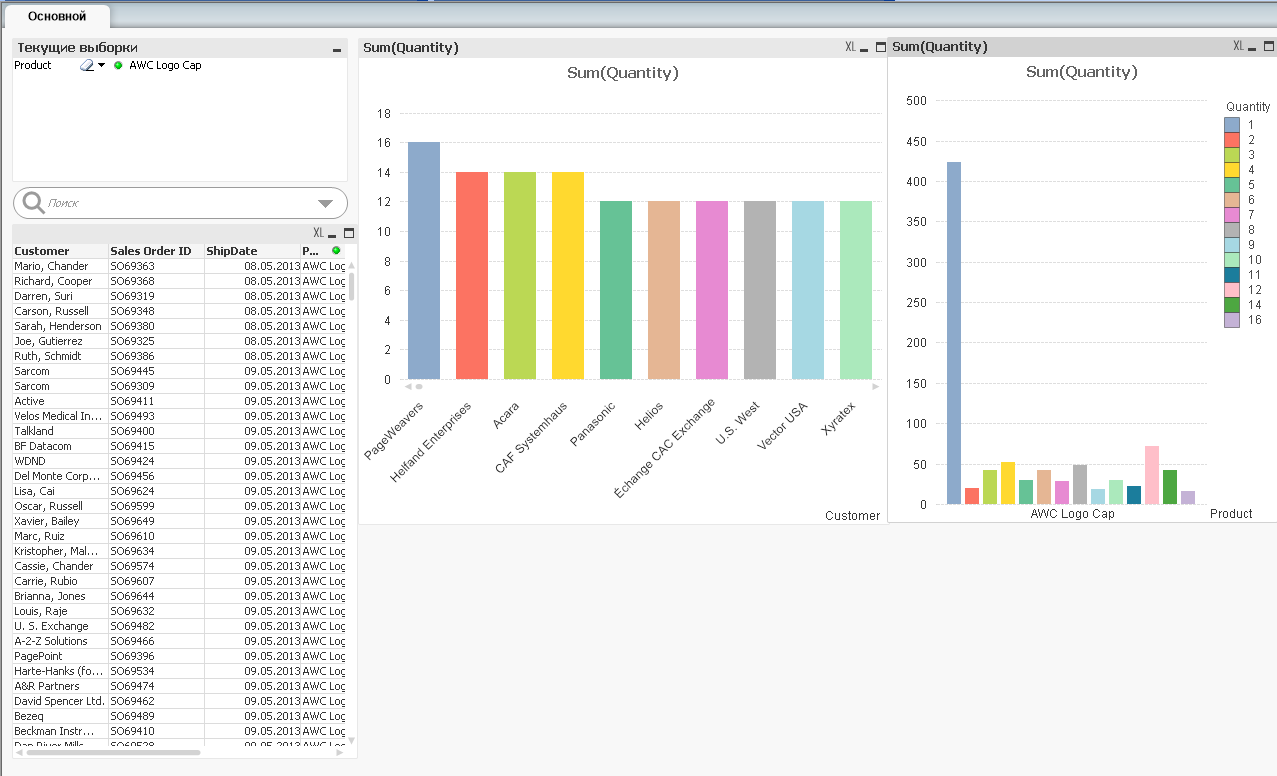 Основной
Текущие выборки
Product AWC Logo Cap
Поиск
XL
Customer Sales Order ID ShipDate P...
Mario, Chander SO69363 08.05.2013 AWC Log
Richard, Cooper SO69368 08.05.2013 AWC Log
Darren, Suri SO69319 08.05.2013 AWC Log
Carson, Russell SO69348 08.05.2013 AWC Log
Sarah, Henderson SO69380 08.05.2013 AWC Log
Joe, Gutierrez SO69325 08.05.2013 AWC Log
Ruth, Schmidt SO69386 08.05.2013 AWC Log
Sarcom SO69445 09.05.2013 AWC Log
Sarcom SO69309 09.05.2013 AWC Log
Active SO69411 09.05.2013 AWC Log
Velos Medical In... SO69493 09.05.2013 AWC Log
Talkland SO69400 09.05.2013 AWC Log
BF Datacom SO69415 09.05.2013 AWC Log
WDND SO69424 09.05.2013 AWC Log
Del Monte Corp... SO69456 09.05.2013 AWC Log
Lisa, Cai SO69624 09.05.2013 AWC Log
Oscar, Russell SO69599 09.05.2013 AWC Log
Xavier, Bailey SO69649 09.05.2013 AWC Log
Marc, Ruiz SO69610 09.05.2013 AWC Log
Kristopher, Mal... SO69634 09.05.2013 AWC Log
Cassie, Chander SO69574 09.05.2013 AWC Log
Carrie, Rubio SO69607 09.05.2013 AWC Log
Brianna, Jones SO69644 09.05.2013 AWC Log
Louis, Raje SO69632 09.05.2013 AWC Log
U. S. Exchange SO69482 09.05.2013 AWC Log
A-2-Z Solutions SO69466 09.05.2013 AWC Log
PagePoint SO69396 09.05.2013 AWC Log
Harte-Hanks (fo... SO69534 09.05.2013 AWC Log
A&R Partners SO69474 09.05.2013 AWC Log
David Spencer Ltd. SO69462 09.05.2013 AWC Log
Bezeq SO69489 09.05.2013 AWC Log
Beckman Instr... SO69410 09.05.2013 AWC Log
Sum(Quantity) XL
Sum(Quantity)
18
16
14
12
10
8
6
4
2
0
PageWeavers
Helfand Enterprises
Acara
CAF Systemhaus
Panasonic
Helios
Échange CAC Exchange
U.S. West
Vector USA
Xyratex
Customer
Sum(Quantity) XL
Sum(Quantity)
500
450
400
350
300
250
200
150
100
50
0
AWC Logo Cap
Product
Quantity
1
2
3
4
5
6
7
8
9
10
11
12
14
16